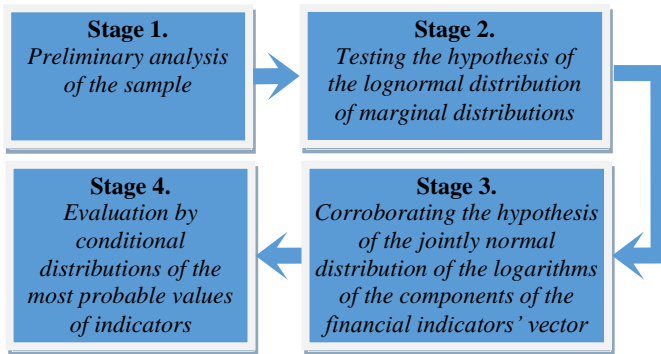 Stage 1.
Preliminary analysis
of the sample
Stage 2.
Testing the hypothesis of
the lognormal distribution
of marginal distributions
Stage 3.
Corroborating the hypothesis
of the jointly normal
distribution of the logarithms
of the components of the
financial indicators’ vector
Stage 4.
Evaluation by
conditional
distributions of the
most probable values
of indicators